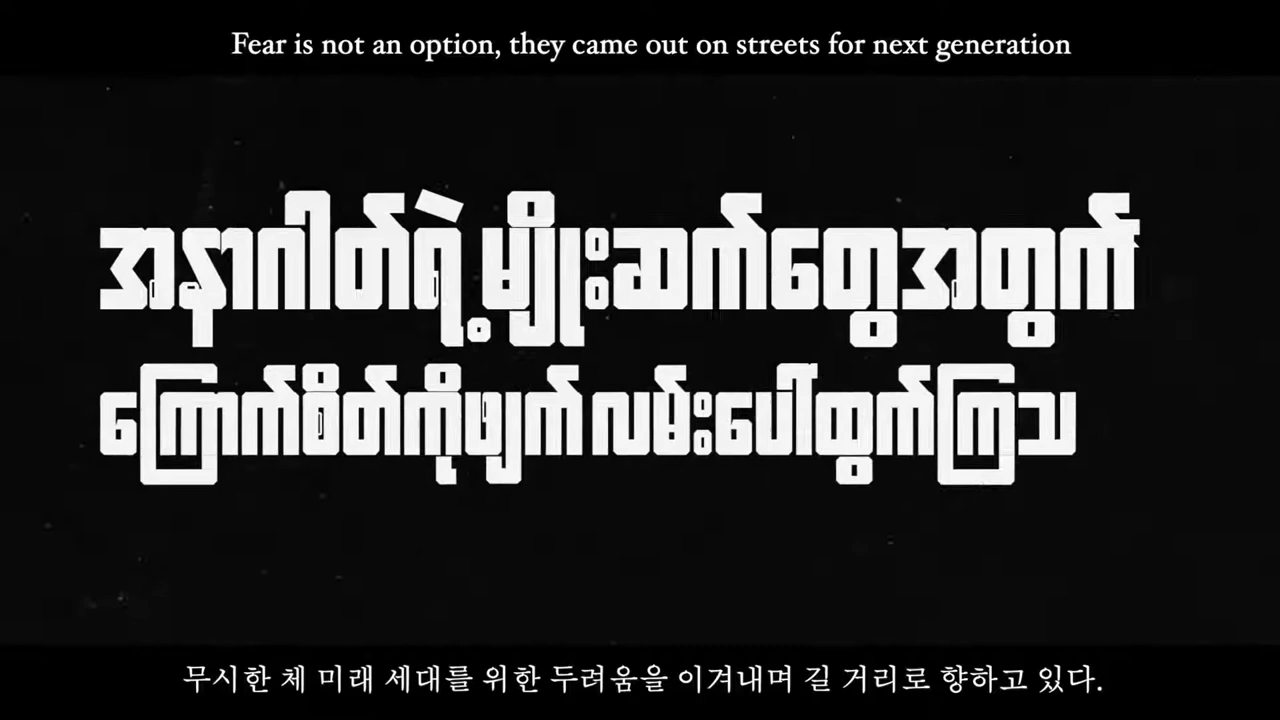 Fear is not an option, they came out on streets for next generation
အနာဂါတ်ရဲ့မျိုးဆက်တွေအတွက်
ကြောက်စိတ်ကိုဖျက်လမ်းပေါ်ထွက်ကြသ
무시한 체 미래 세대를 위한 두려움을 이겨내며 길 거리로 향하고 있다.